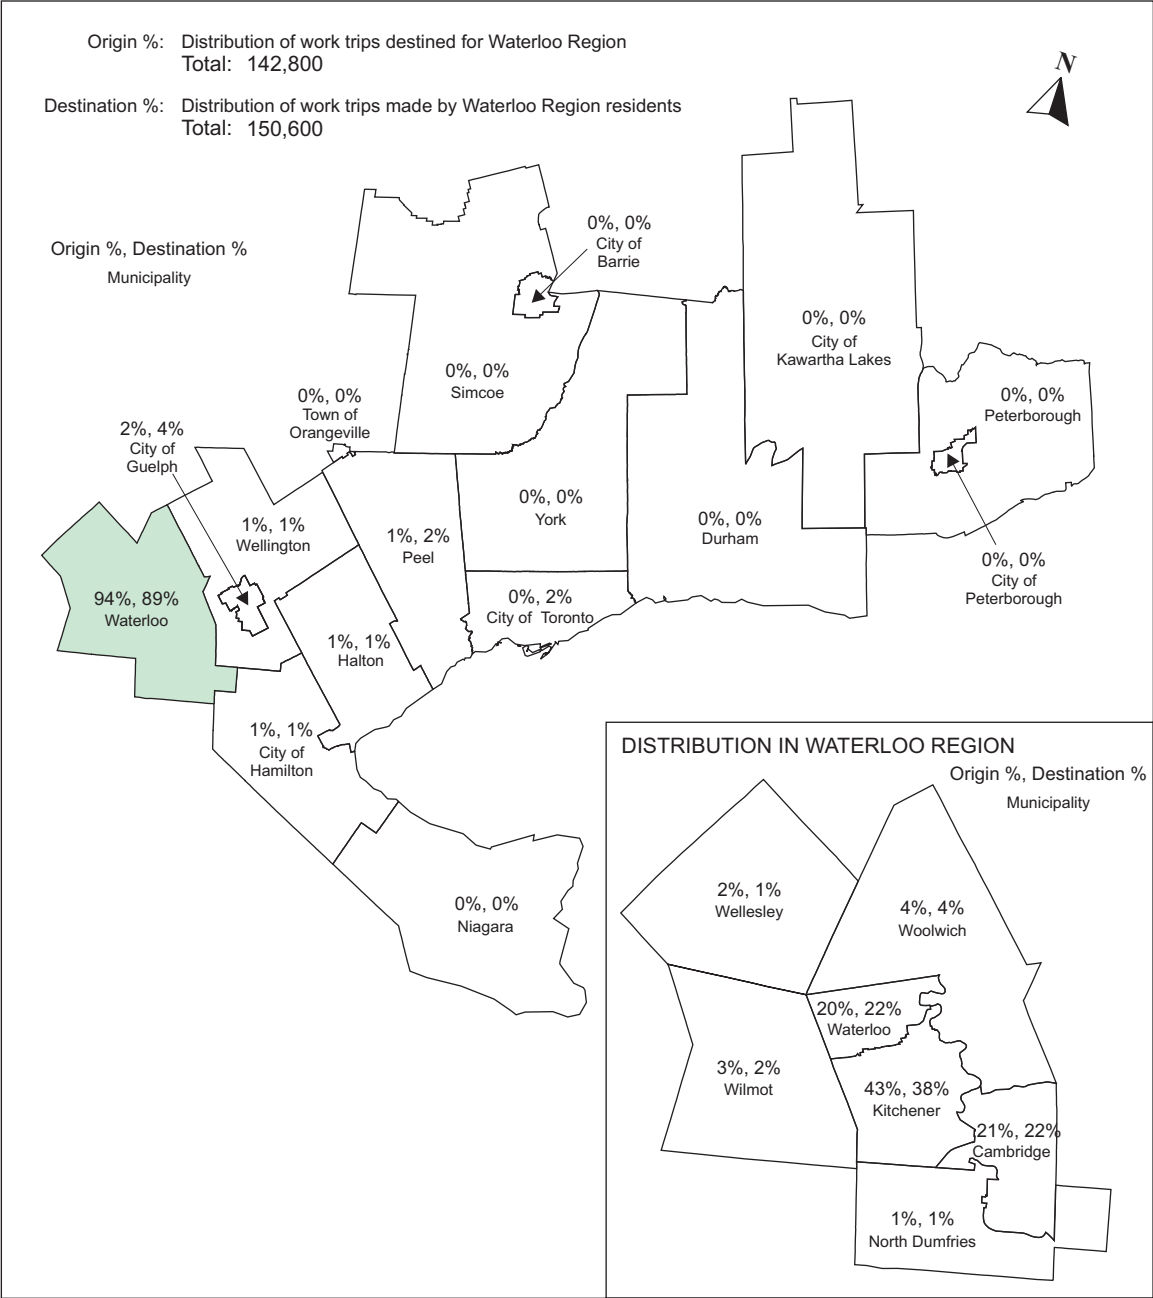 Origin %: Distribution of work trips destined for Waterloo Region
Total: 142,800
N
Destination %: Distribution of work trips made by Waterloo Region residents
Total: 150,600
Origin %, Destination %
Municipality
0%, 0%
City of
Barrie
0%, 0%
City of
Kawartha Lakes
0%, 0%
Simcoe
0%, 0%
Town of
Orangeville
0%, 0%
Peterborough
2%, 4%
City of
Guelph
1%, 1%
Wellington
1%, 2%
Peel
0%, 0%
York
0%, 0%
Durham
0%, 0%
City of
Peterborough
94%, 89%
Waterloo
0%, 2%
City of Toronto
1%, 1%
Halton
1%, 1%
City of
Hamilton
0%, 0%
Niagara
DISTRIBUTION IN WATERLOO REGION
Origin %, Destination %
Municipality
2%, 1%
Wellesley
4%, 4%
Woolwich
20%, 22%
Waterloo
3%, 2%
Wilmot
43%, 38%
Kitchener
21%, 22%
Cambridge
1%, 1%
North Dumfries